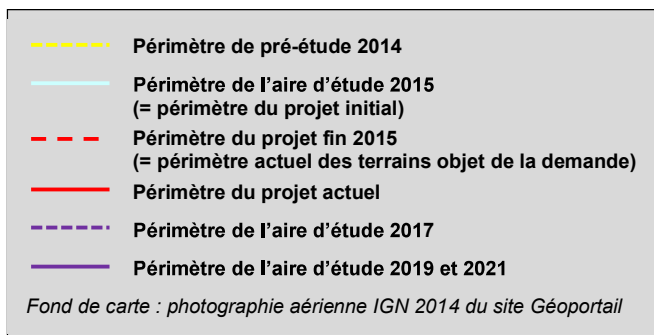 Périmètre de pré-étude 2014
Périmètre de l'aire d'étude 2015
(= périmètre du projet initial)
Périmètre du projet fin 2015
(= périmètre actuel des terrains objet de la demande)
Périmètre du projet actuel
Périmètre de l'aire d'étude 2017
Périmètre de l'aire d'étude 2019 et 2021
Fond de carte : photographie aérienne IGN 2014 du site Géoportail